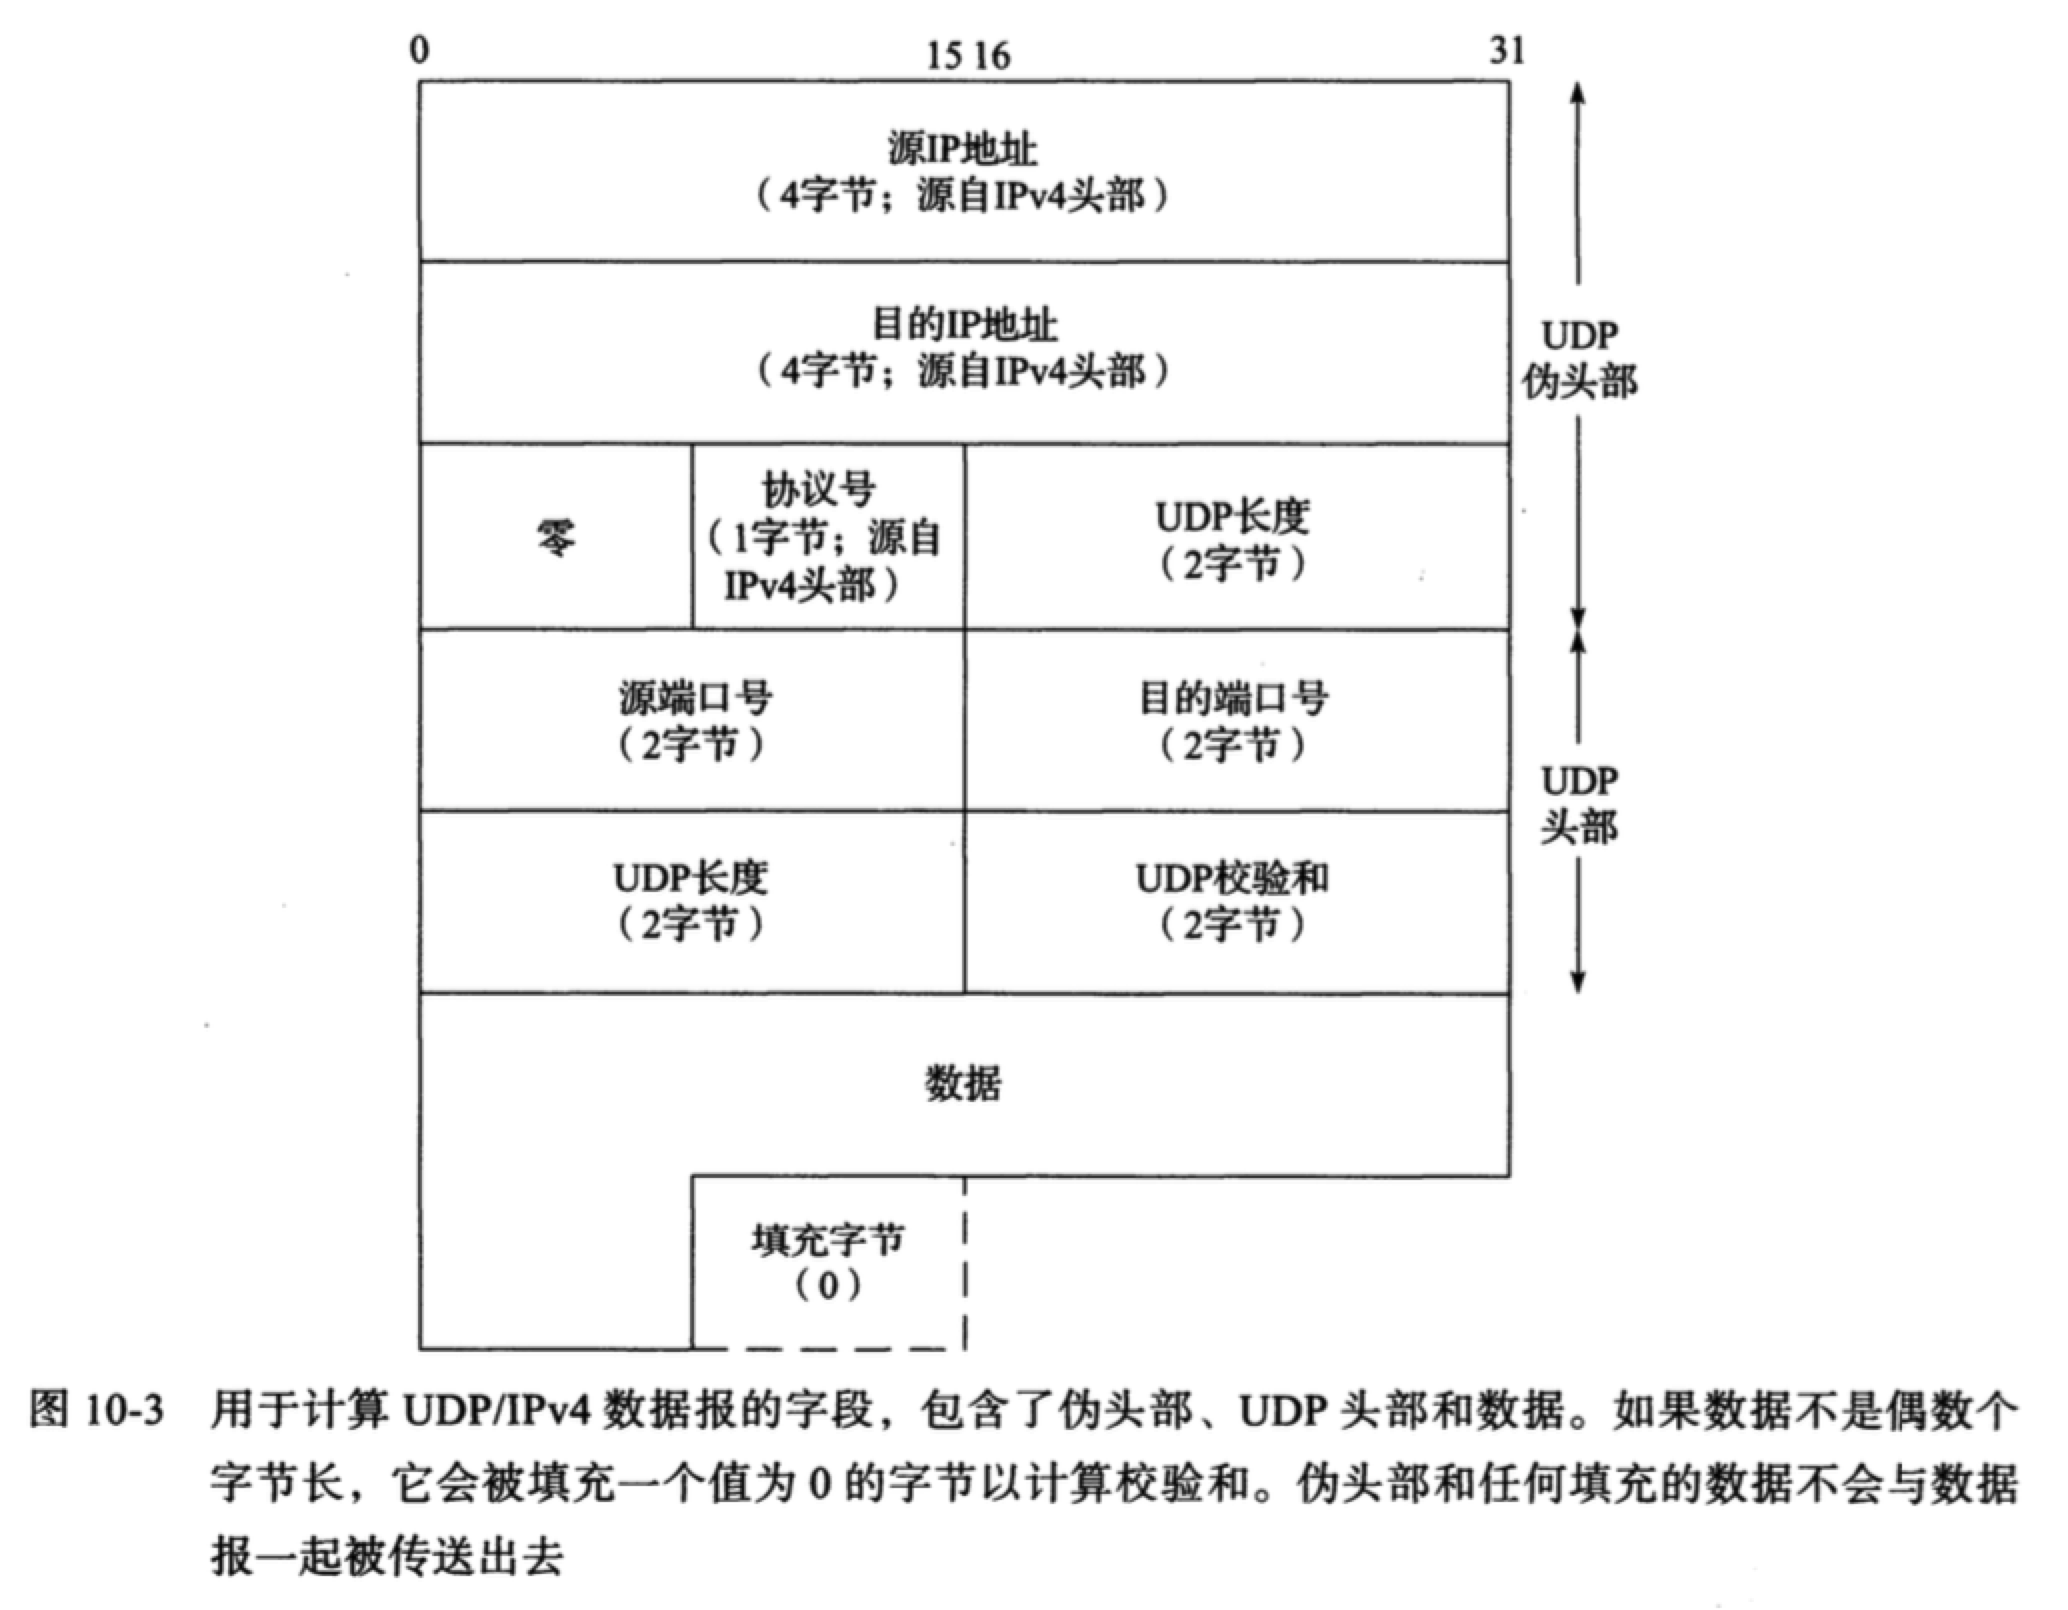 0 15 16 31
源IP地址
（4字节；源自IPv4头部）
目的IP地址
（4字节；源自IPv4头部）
UDP
伪头部
零
协议号
（1字节；源自
IPv4头部）
UDP长度
（2字节）
源端口号
（2字节）
目的端口号
（2字节）
UDP
头部
UDP长度
（2字节）
UDP校验和
（2字节）
数据
填充字节
（0）
图 10-3 用于计算 UDP/IPv4 数据报的字段，包含了伪头部、UDP 头部和数据。如果数据不是偶数个
字节长，它会被填充一个值为 0 的字节以计算校验和。伪头部和任何填充的数据不会与数据
报一起被传送出去